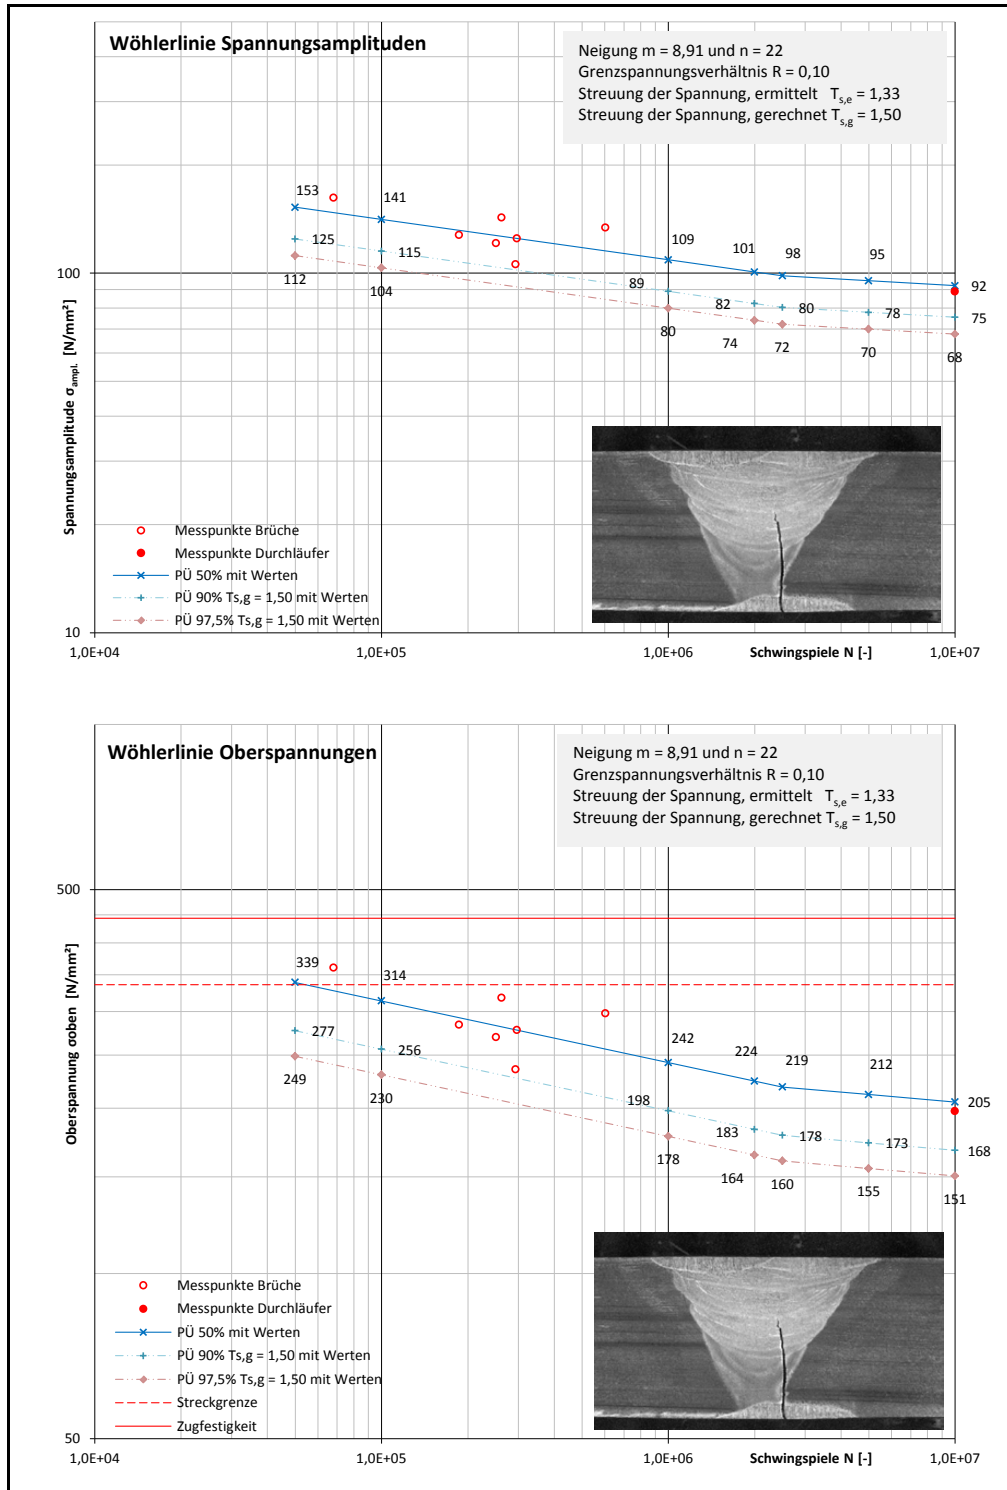 Wöhlerlinie Spannungsamplituden
Neigung m = 8,91 und n = 22
Grenzspannungsverhältnis R = 0,10
Streuung der Spannung, ermittelt T_s,e = 1,33
Streuung der Spannung, gerechnet T_s,g = 1,50
153
141
109
101
98
95
92
125
115
89
82
80
78
75
112
104
80
74
72
70
68
100
10
Spannungsamplitude σ_ampl. [N/mm²]
Messpunkte Brüche
Messpunkte Durchläufer
PÜ 50% mit Werten
PÜ 90% Ts,g = 1,50 mit Werten
PÜ 97,5% Ts,g = 1,50 mit Werten
1,0E+04
1,0E+05
1,0E+06
Schwingspiele N [-]
1,0E+07
Wöhlerlinie Oberspannungen
Neigung m = 8,91 und n = 22
Grenzspannungsverhältnis R = 0,10
Streuung der Spannung, ermittelt T_s,e = 1,33
Streuung der Spannung, gerechnet T_s,g = 1,50
500
50
Oberspannung σoben [N/mm²]
339
314
242
224
219
212
205
277
256
198
183
178
173
168
249
230
178
164
160
155
151
Messpunkte Brüche
Messpunkte Durchläufer
PÜ 50% mit Werten
PÜ 90% Ts,g = 1,50 mit Werten
PÜ 97,5% Ts,g = 1,50 mit Werten
Streckgrenze
Zugfestigkeit
1,0E+04
1,0E+05
1,0E+06
Schwingspiele N [-]
1,0E+07